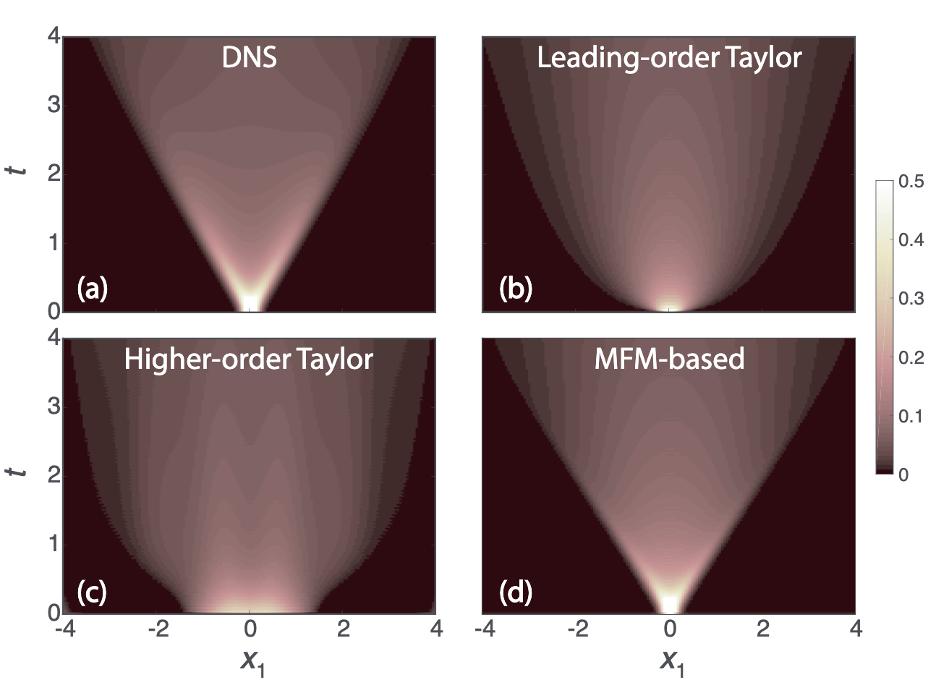 DNS
Leading-order Taylor
4
3
2
1
0
t
(a)
(b)
0.5
0.4
0.3
0.2
0.1
0
Higher-order Taylor
MFM-based
4
3
2
1
0
t
(c)
(d)
-4 -2 0 2 4
-4 -2 0 2 4
x1
x1